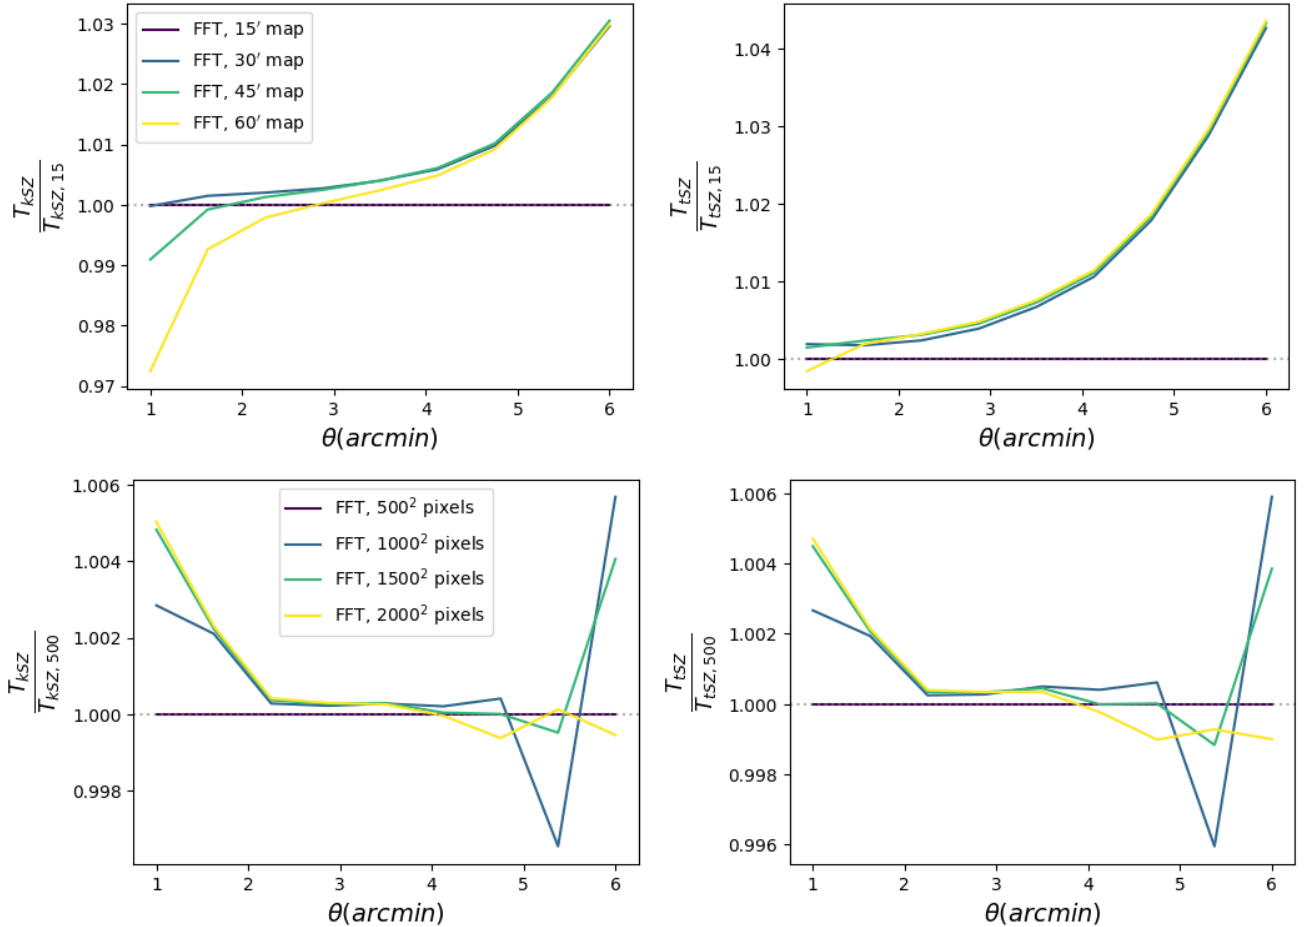 1.03
1.02
1.01
1.00
0.99
0.98
0.97
T_kSZ
T_kSZ, 15
FFT, 15′ map
FFT, 30′ map
FFT, 45′ map
FFT, 60′ map
1 2 3 4 5 6
θ(arcmin)
1.04
1.03
1.02
1.01
1.00
T_tSZ
T_tSZ, 15
1 2 3 4 5 6
θ(arcmin)
1.006
1.004
1.002
1.000
0.998
T_kSZ
T_kSZ, 500
FFT, 500² pixels
FFT, 1000² pixels
FFT, 1500² pixels
FFT, 2000² pixels
1 2 3 4 5 6
θ(arcmin)
1.006
1.004
1.002
1.000
0.998
0.996
T_tSZ
T_tSZ, 500
1 2 3 4 5 6
θ(arcmin)